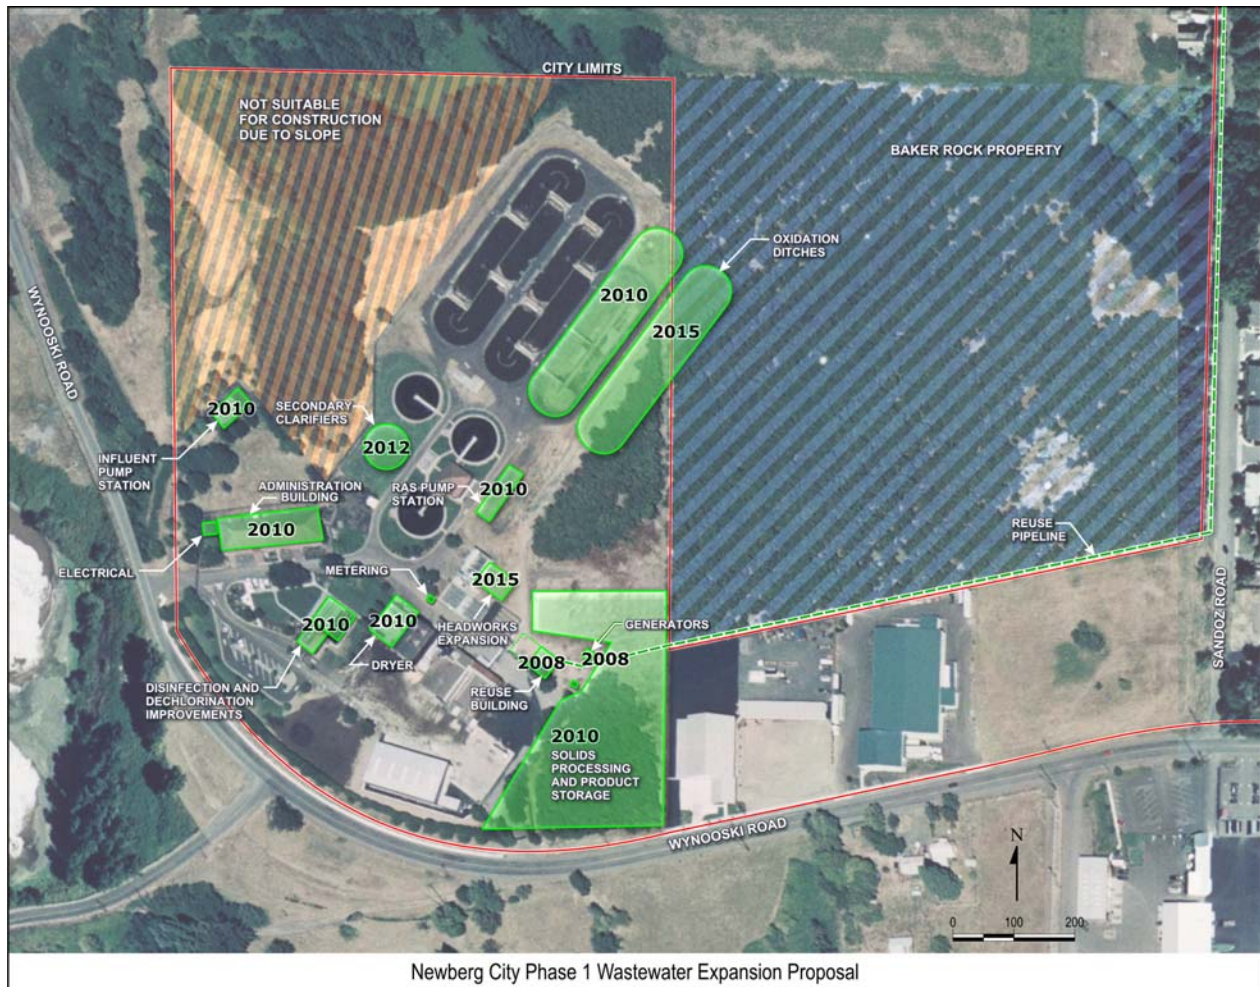 CITY LIMITS
NOT SUITABLE
FOR CONSTRUCTION
DUE TO SLOPE
BAKER ROCK PROPERTY
OXIDATION
DITCHES
2010
2015
WYNOOSKI ROAD
2010
SECONDARY
CLARIFIERS
2012
INFLUENT
PUMP
STATION
ADMINISTRATION
BUILDING
RAS PUMP
STATION
2010
2010
REUSE
PIPELINE
ELECTRICAL
METERING
2015
HEADWORKS
EXPANSION
2010
2010
DRYER
GENERATORS
2008
2008
REUSE
BUILDING
DISINFECTION AND
DECHLORINATION
IMPROVEMENTS
SANDOZ ROAD
2010
SOLIDS
PROCESSING
AND PRODUCT
STORAGE
WYNOOSKI ROAD
N
0 100 200
Newberg City Phase 1 Wastewater Expansion Proposal